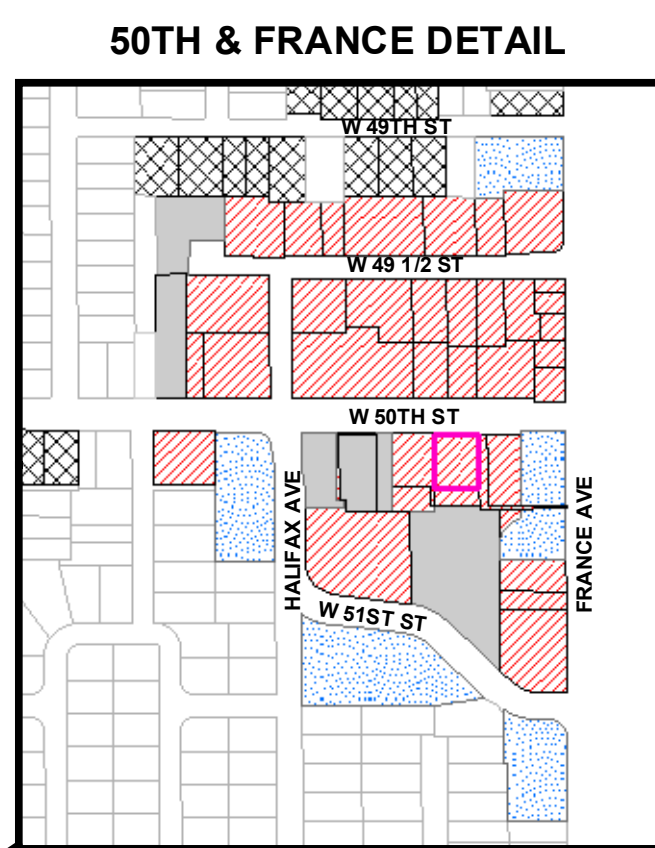 50TH & FRANCE DETAIL
W 49TH ST
W 49 1/2 ST
W 50TH ST
HALIFAX AVE
FRANCE AVE
W 51ST ST